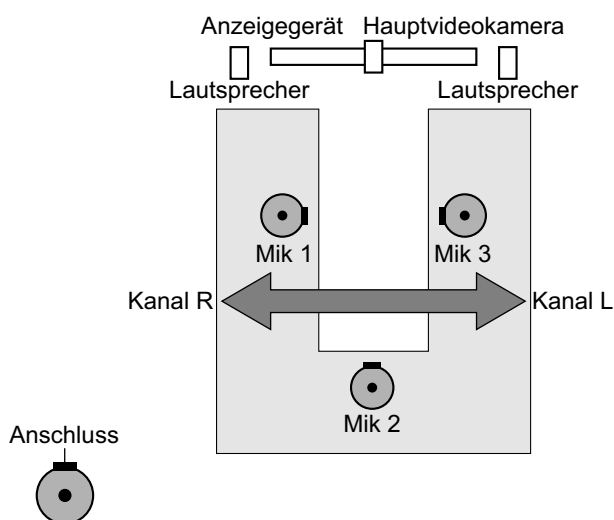 Anzeigegerät Hauptvideokamera
Lautsprecher Lautsprecher
Mik 1 Mik 3
Kanal R Kanal L
Mik 2
Anschluss